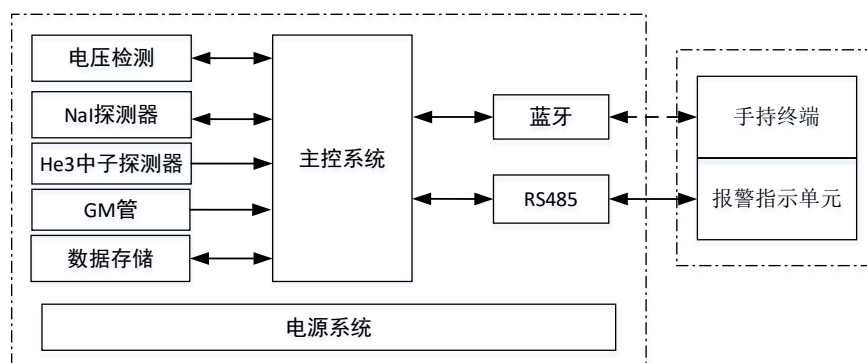 电压检测
NaI探测器
He3中子探测器
GM管
数据存储
主控系统
蓝牙
RS485
手持终端
报警指示单元
电源系统